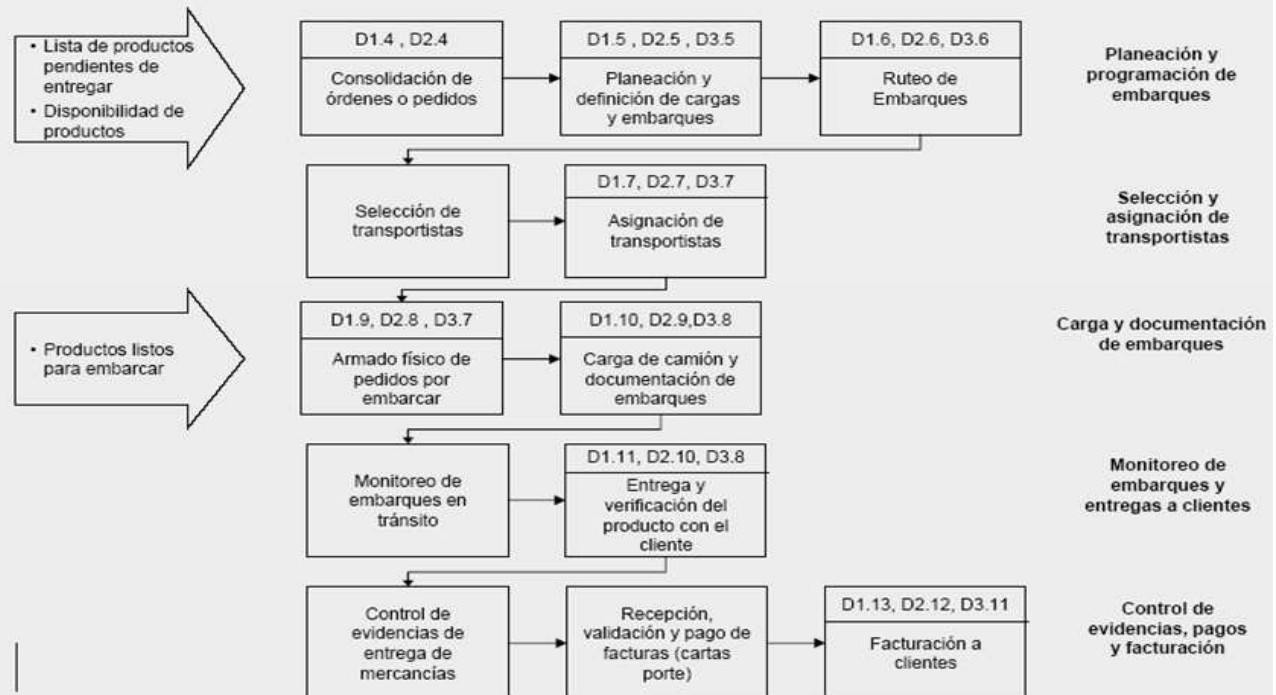 • Lista de productos
pendientes de
entregar
• Disponibilidad de
productos
D1.4 , D2.4
Consolidación de
órdenes o pedidos
D1.5 , D2.5 , D3.5
Planeación y
definición de cargas
y embarques
D1.6, D2.6, D3.6
Ruteo de
Embarques
Planeación y
programación de
embarques
Selección de
transportistas
D1.7, D2.7, D3.7
Asignación de
transportistas
Selección y
asignación de
transportistas
• Productos listos
para embarcar
D1.9, D2.8 , D3.7
Armado físico de
pedidos por
embarcar
D1.10, D2.9,D3.8
Carga de camión y
documentación de
embarques
Carga y documentación
de embarques
Monitoreo de
embarques en
tránsito
D1.11, D2.10, D3.8
Entrega y
verificación del
producto con el
cliente
Monitoreo de
embarques y
entregas a clientes
Control de
evidencias de
entrega de
mercancías
Recepción,
validación y pago de
facturas (cartas
porte)
D1.13, D2.12, D3.11
Facturación a
clientes
Control de
evidencias, pagos
y facturación